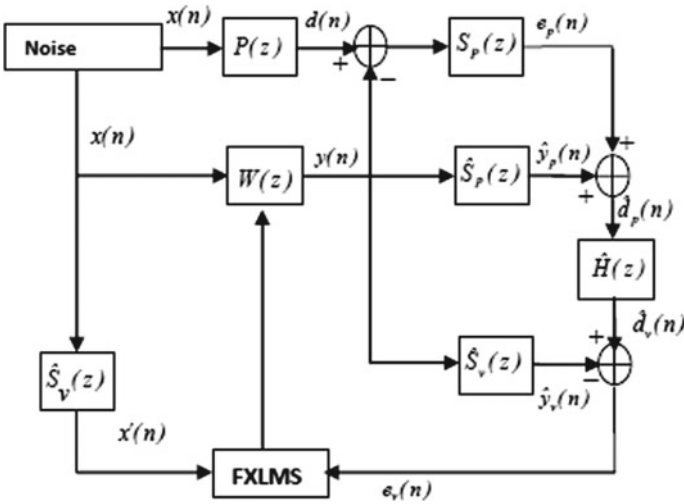 x(n)
d(n)
e_p(n)
Noise
P(z)
S_p(z)
+
−
x(n)
y(n)
ŷ_p(n)
+
W(z)
Ŝ_p(z)
+
d̂_p(n)
Ĥ(z)
d̂_v(n)
+
Ŝ_v(z)
Ŝ_v(z)
−
ŷ_v(n)
x'(n)
FXLMS
e_v(n)